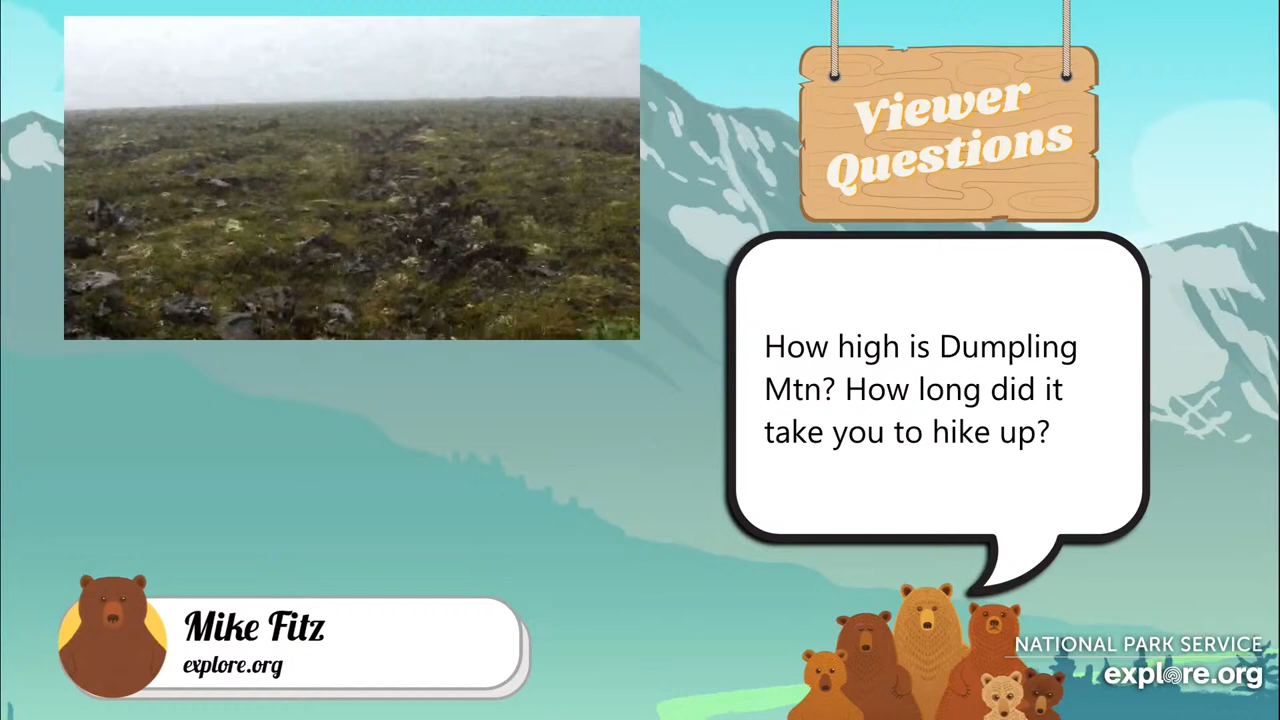 Viewer
Questions
How high is Dumpling
Mtn? How long did it
take you to hike up?
Mike Fitz
explore.org
NATIONAL PARK SERVICE
explore.org